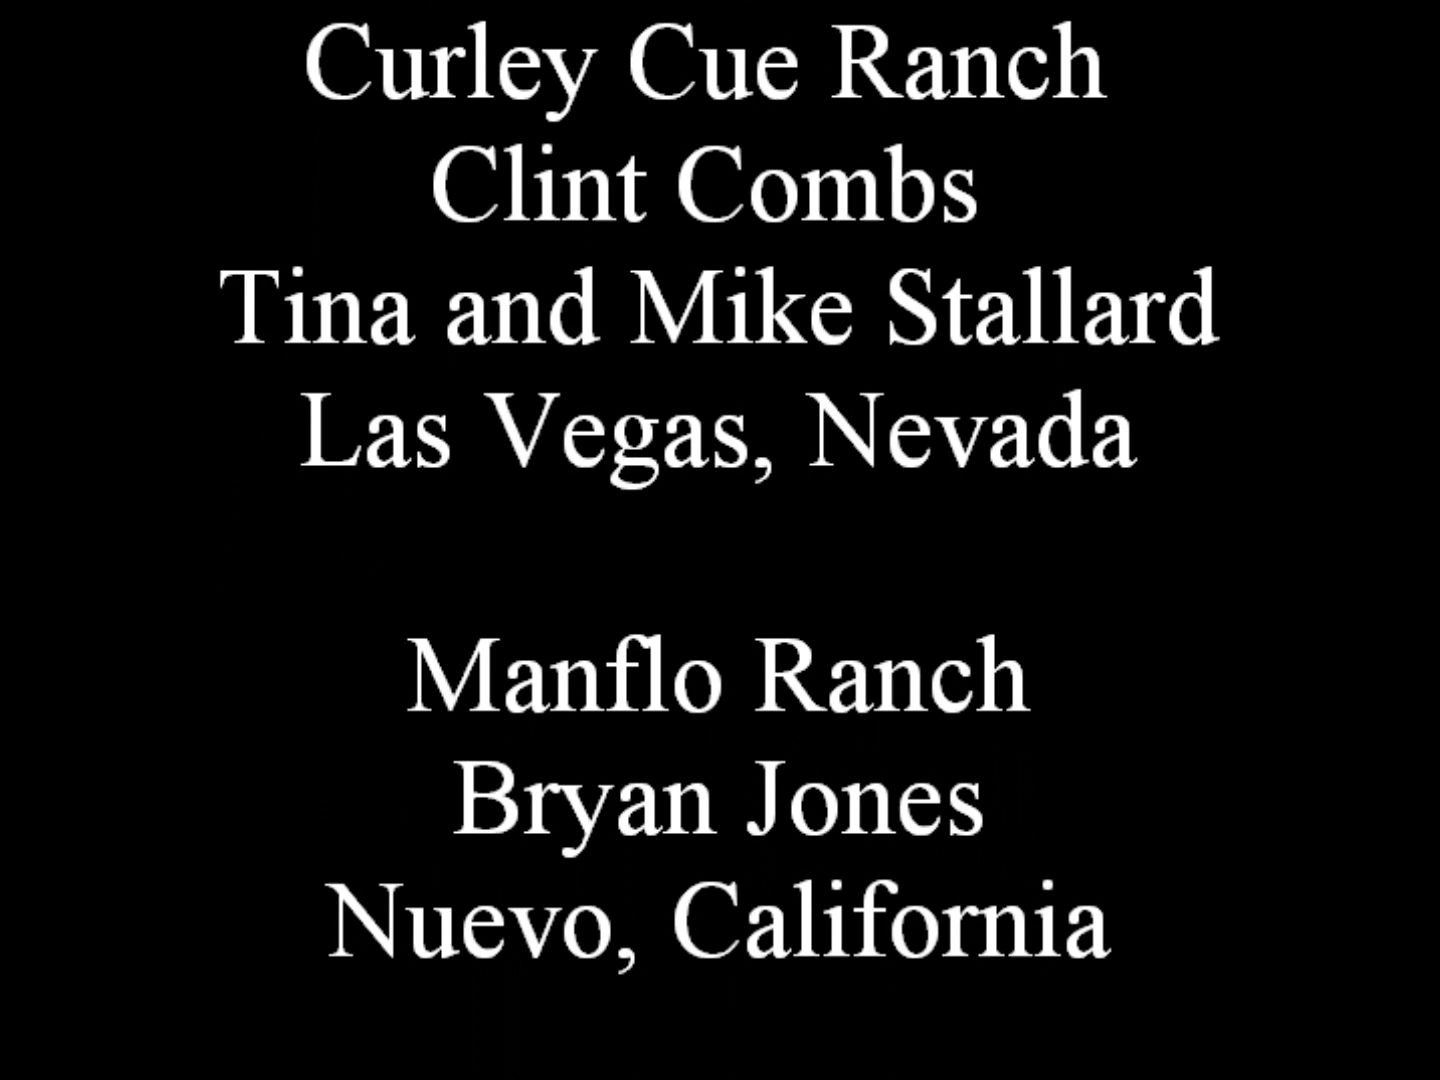 Curley Cue Ranch
Clint Combs
Tina and Mike Stallard
Las Vegas, Nevada
Manflo Ranch
Bryan Jones
Nuevo, California